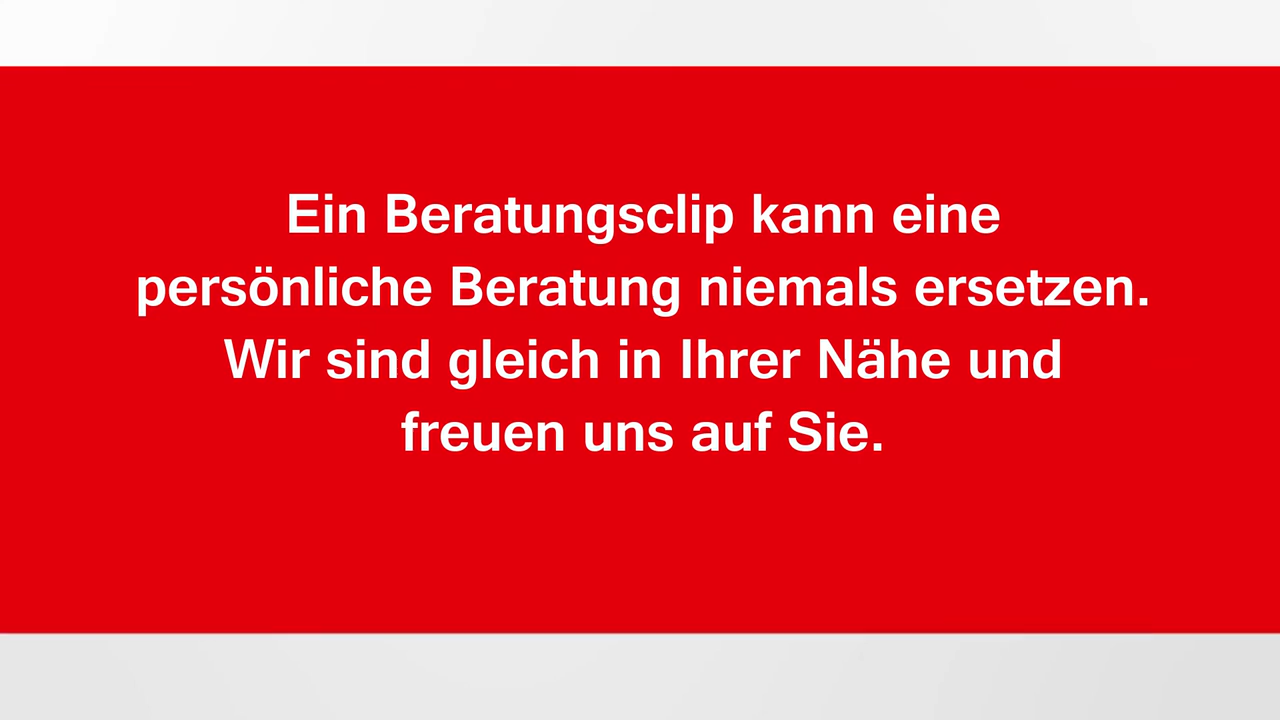 Ein Beratungsclip kann eine
persönliche Beratung niemals ersetzen.
Wir sind gleich in Ihrer Nähe und
freuen uns auf Sie.